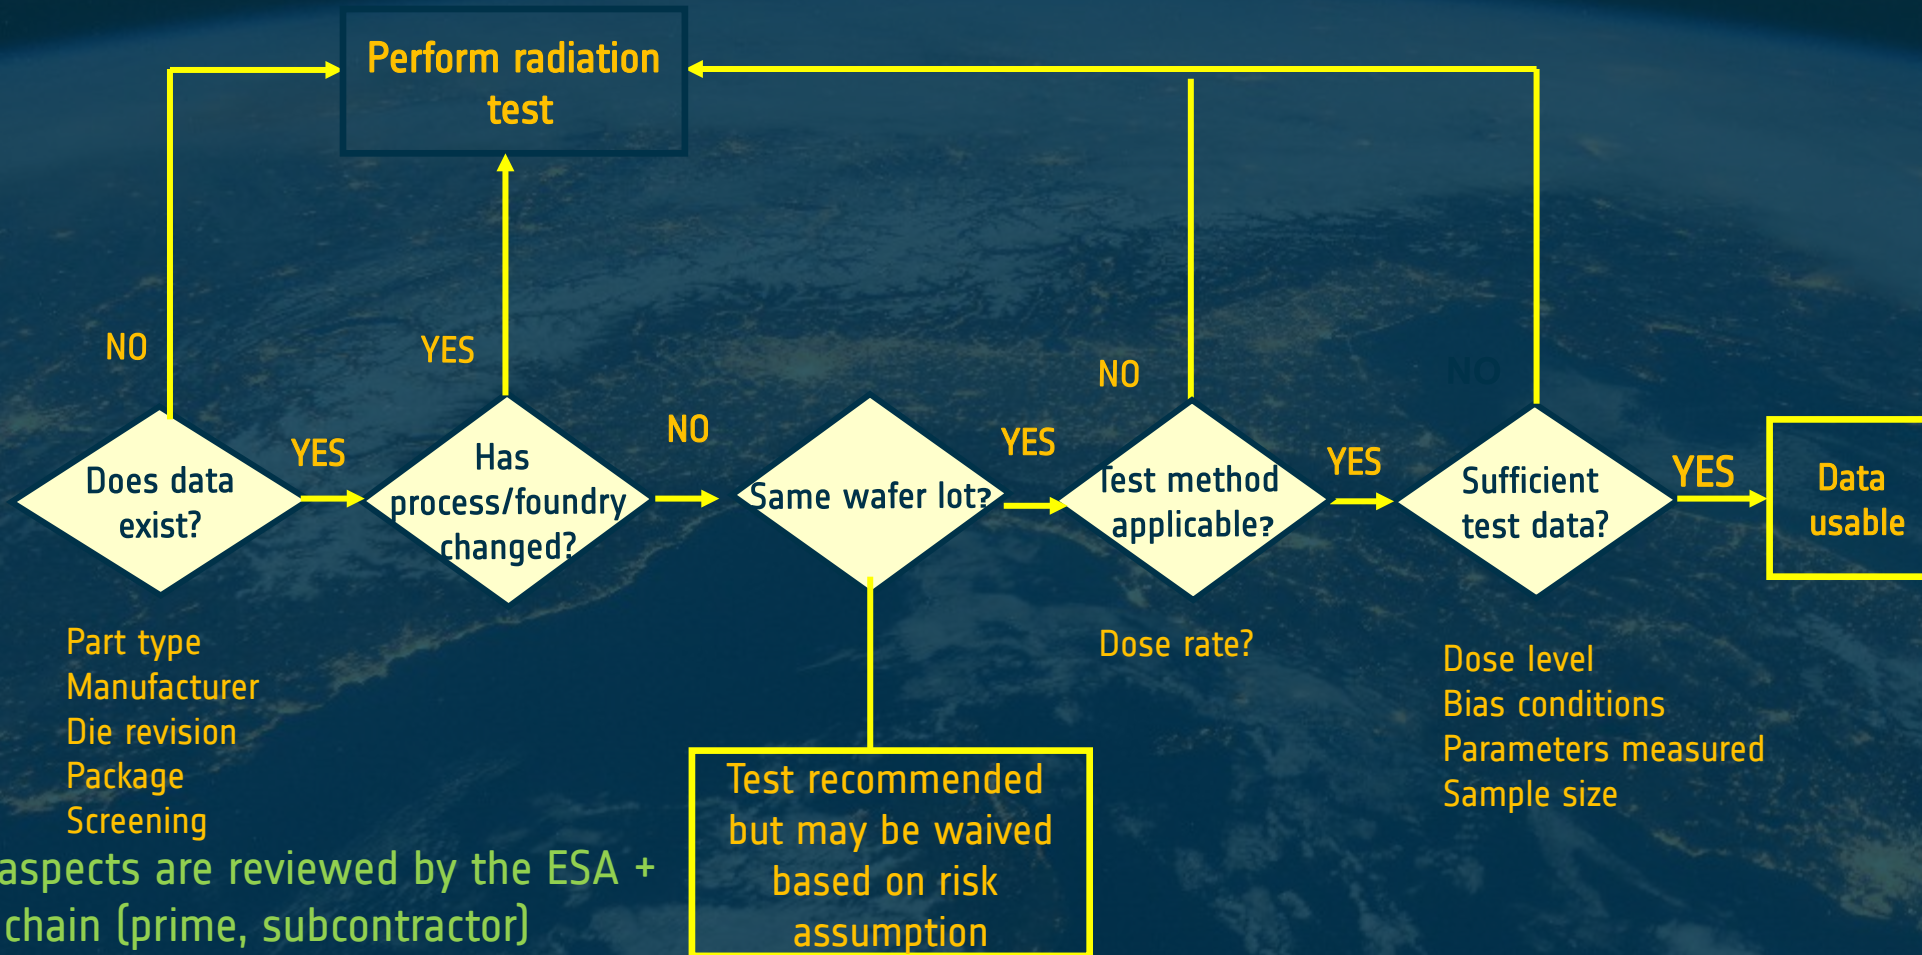 Perform radiation
test
NO
YES
NO
NO
NO
YES
YES
YES
YES
Does data
exist?
Has
process/foundry
changed?
Same wafer lot?
Test method
applicable?
Sufficient
test data?
Data
usable
Part type
Manufacturer
Die revision
Package
Screening
Dose rate?
Dose level
Bias conditions
Parameters measured
Sample size
Test recommended
but may be waived
based on risk
assumption
aspects are reviewed by the ESA +
chain (prime, subcontractor)